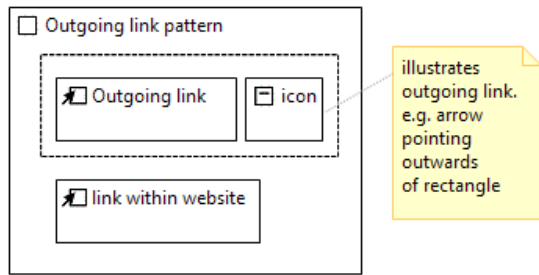 Outgoing link pattern
Outgoing link
icon
link within website
illustrates
outgoing link.
e.g. arrow
pointing
outwards
of rectangle